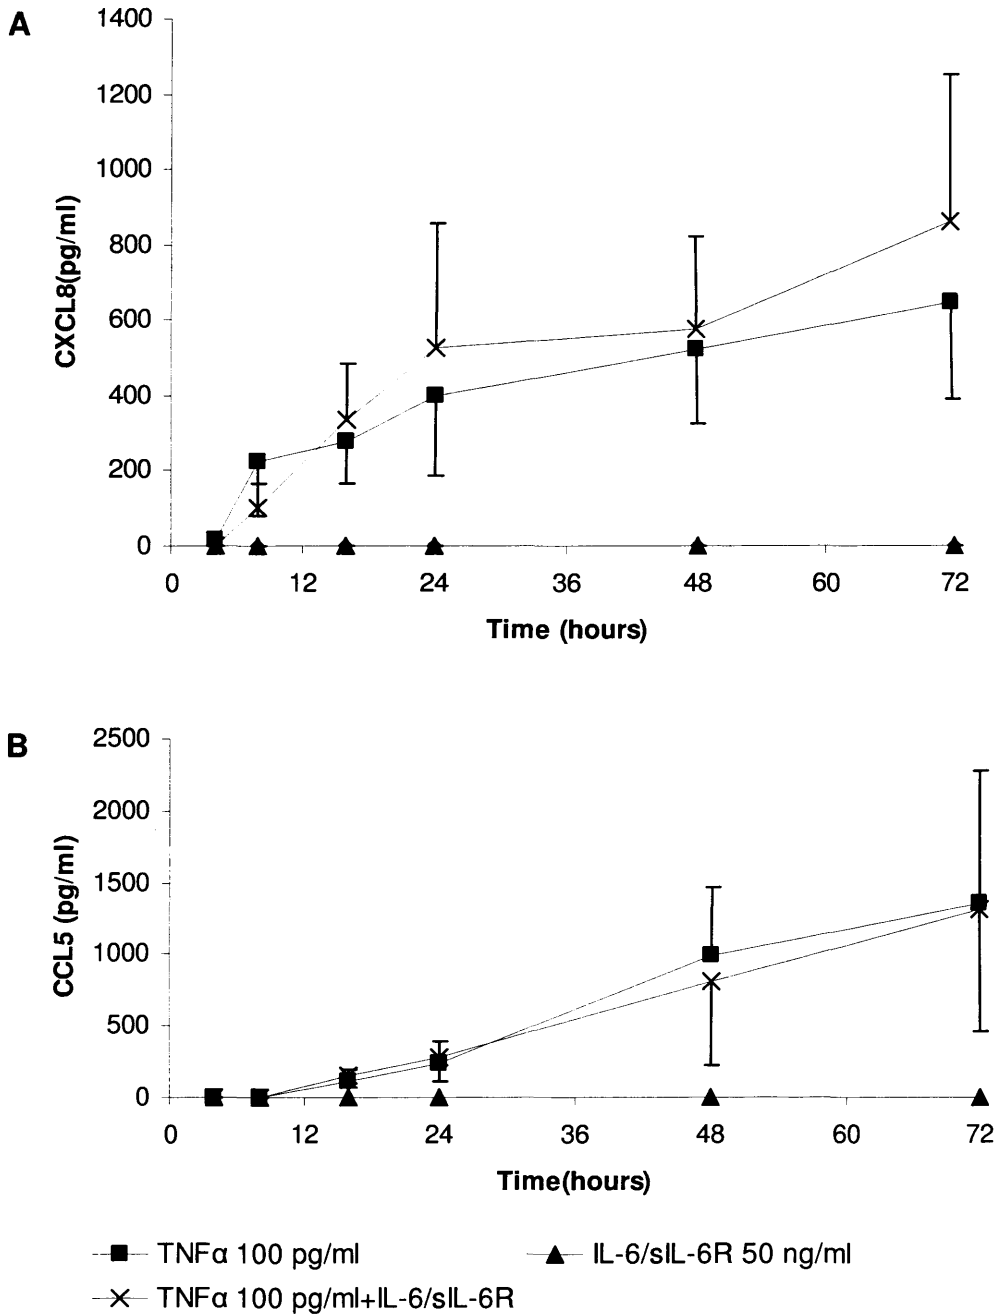 A
1400
1200
1000
800
600
400
200
0
CXCL8(pg/ml)
0 12 24 36 48 60 72
Time (hours)
B
2500
2000
1500
1000
500
0
CCL5 (pg/ml)
0 12 24 36 48 60 72
Time(hours)
TNFα 100 pg/ml
IL-6/sIL-6R 50 ng/ml
TNFα 100 pg/ml+IL-6/sIL-6R